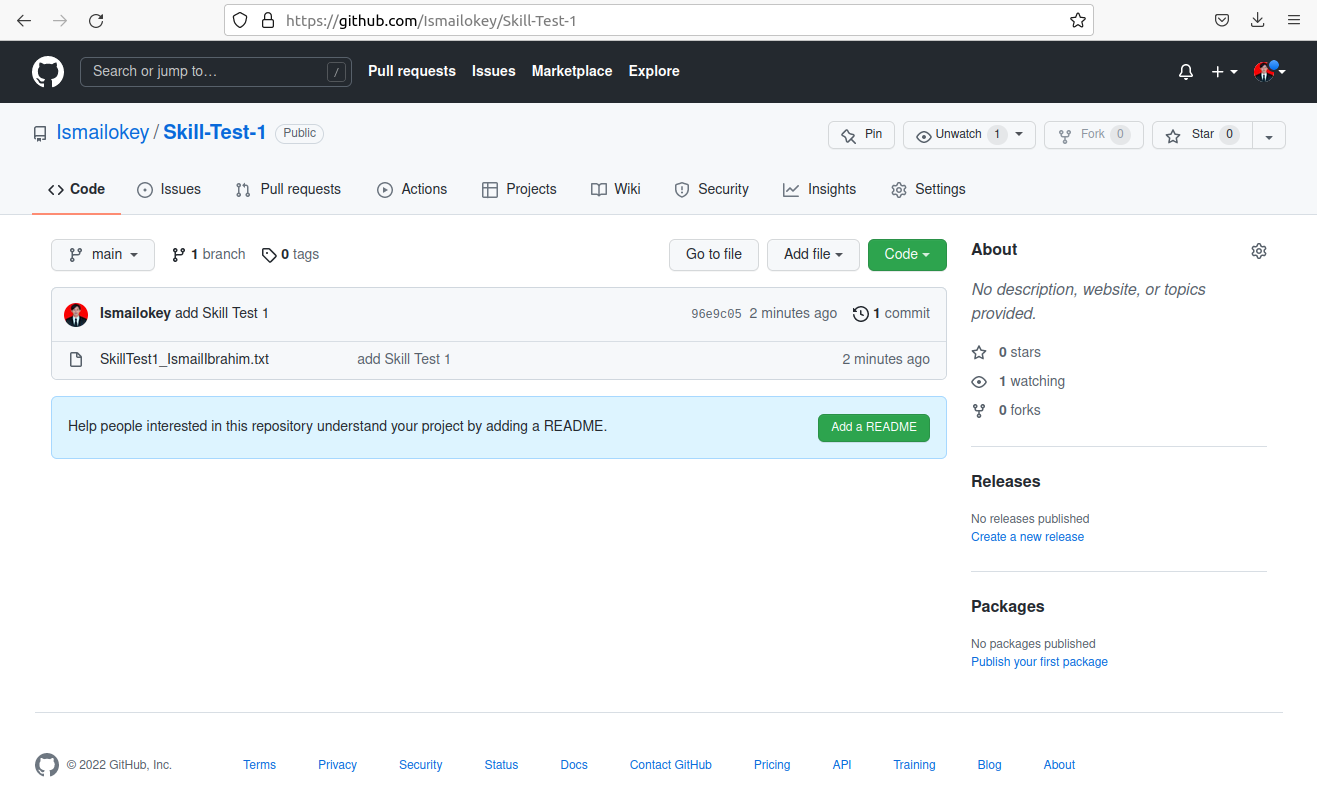 https://github.com/Ismailokey/Skill-Test-1
Search or jump to… / Pull requests Issues Marketplace Explore
Ismailokey / Skill-Test-1 Public Pin Unwatch 1 Fork 0 Star 0
Code Issues Pull requests Actions Projects Wiki Security Insights Settings
main 1 branch 0 tags Go to file Add file Code
Ismailokey add Skill Test 1 96e9c05 2 minutes ago 1 commit
SkillTest1_IsmailIbrahim.txt add Skill Test 1 2 minutes ago
Help people interested in this repository understand your project by adding a README. Add a README
About
No description, website, or topics
provided.
0 stars
1 watching
0 forks
Releases
No releases published
Create a new release
Packages
No packages published
Publish your first package
© 2022 GitHub, Inc. Terms Privacy Security Status Docs Contact GitHub Pricing API Training Blog About